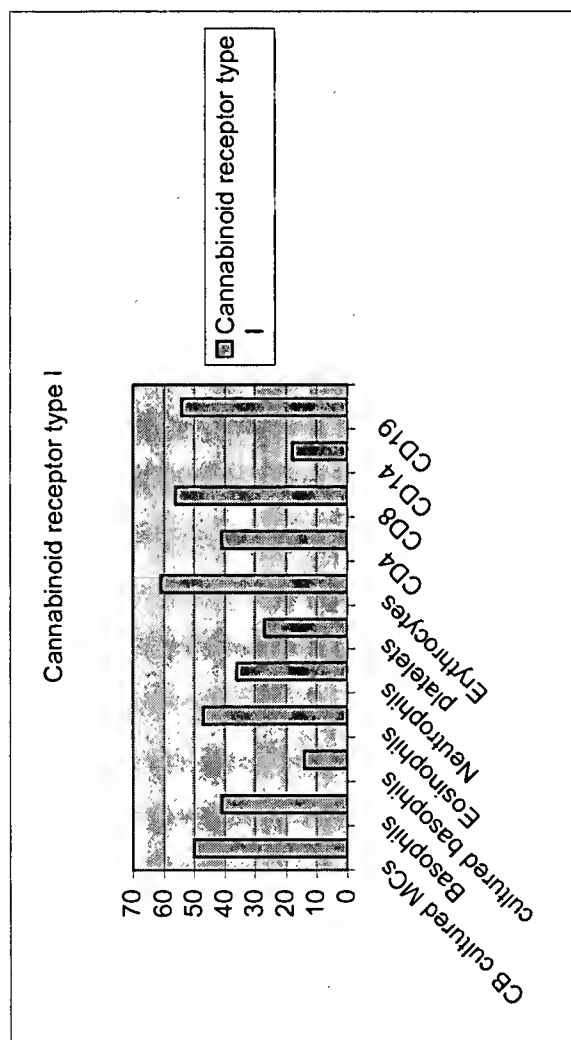 Cannabinoid receptor type I
70
60
50
40
30
20
10
0
CB cultured MCs
Basophils
cultured basophils
Eosinophils
Neutrophils
platelets
Erythrocytes
CD4
CD8
CD14
CD19
Cannabinoid receptor type
I